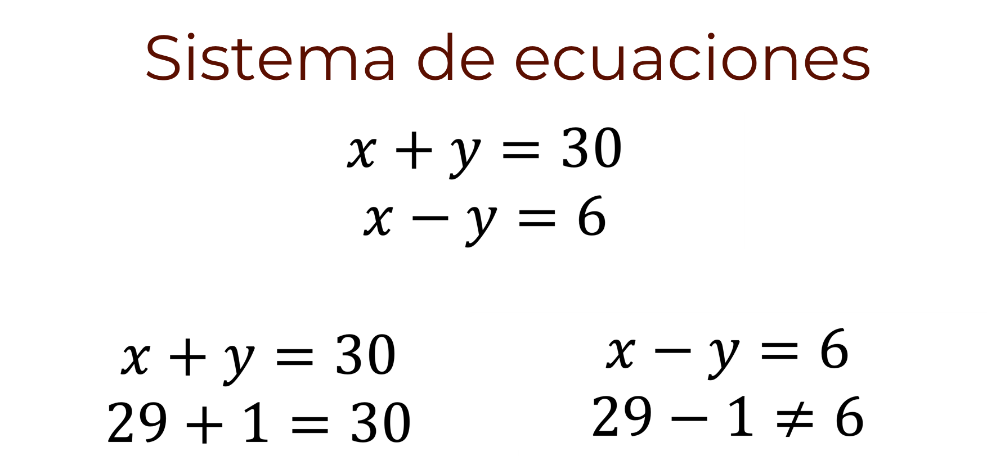 Sistema de ecuaciones
x + y = 30
x − y = 6
x + y = 30
29 + 1 = 30
x − y = 6
29 − 1 ≠ 6